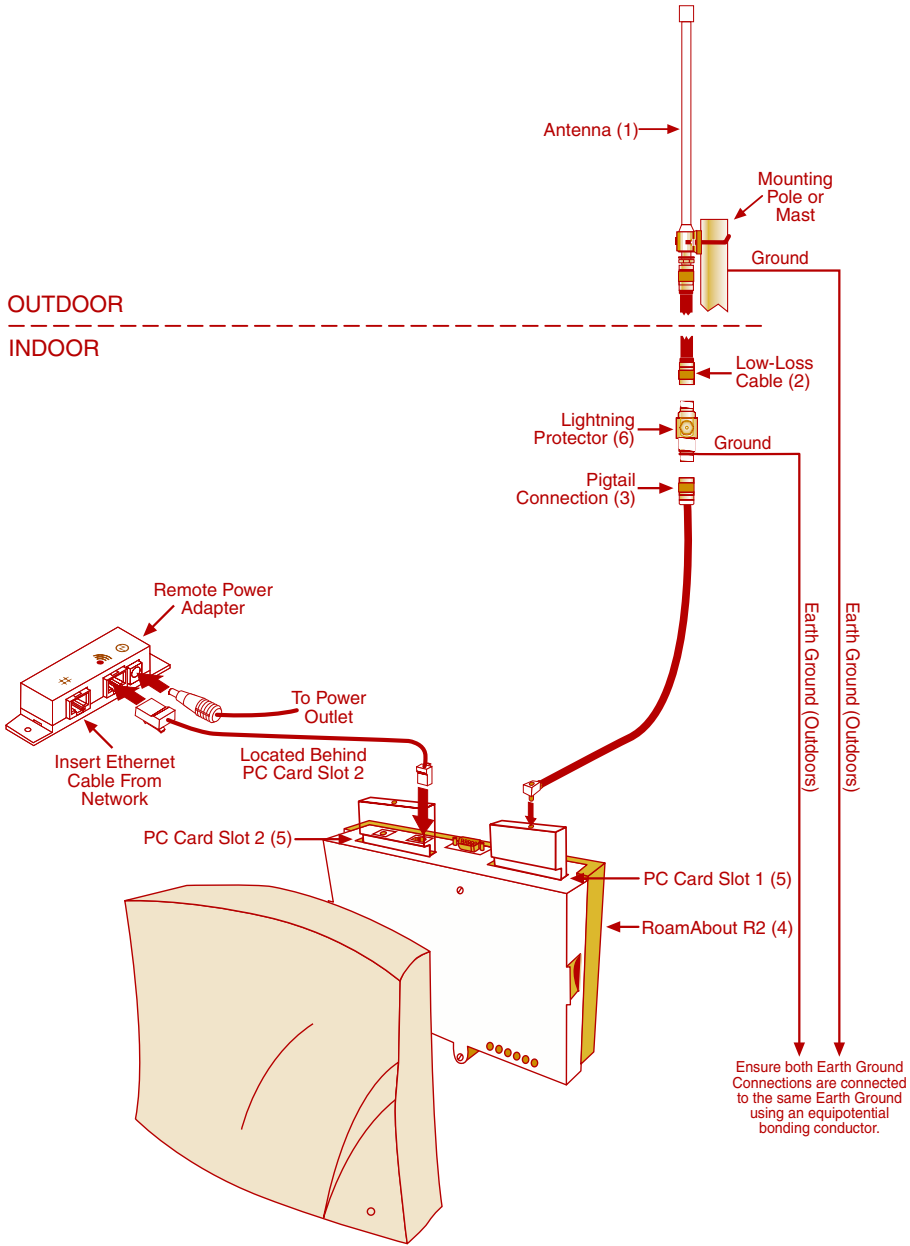 Antenna (1)
Mounting
Pole or
Mast
Ground
OUTDOOR
INDOOR
Low-Loss
Cable (2)
Lightning
Protector (6)
Ground
Pigtail
Connection (3)
Remote Power
Adapter
Earth Ground (Outdoors)
Earth Ground (Outdoors)
To Power
Outlet
Insert Ethernet
Cable From
Network
Located Behind
PC Card Slot 2
PC Card Slot 2 (5)
PC Card Slot 1 (5)
RoamAbout R2 (4)
Ensure both Earth Ground
Connections are connected
to the same Earth Ground
using an equipotential
bonding conductor.